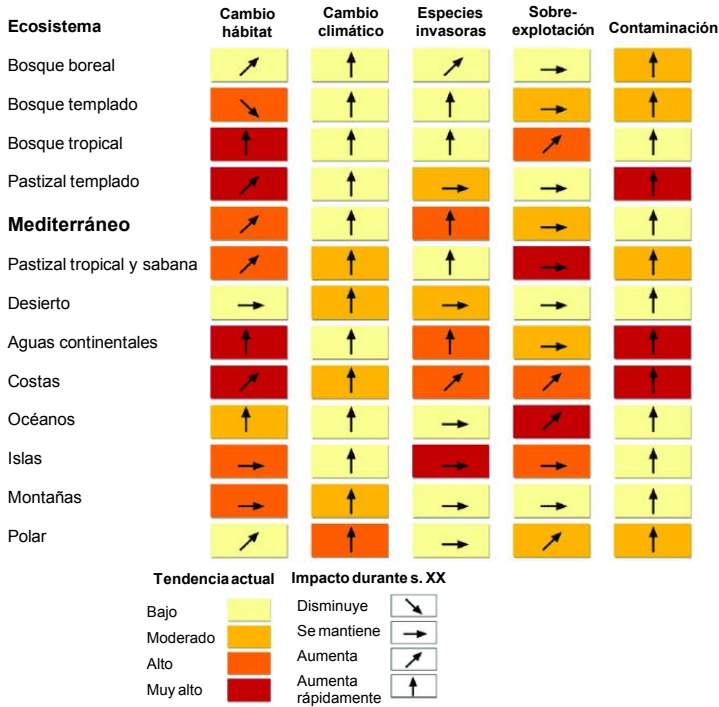 Ecosistema
Cambio hábitat
Cambio climático
Especies invasoras
Sobre-explotación
Contaminación
Bosque boreal
Bosque templado
Bosque tropical
Pastizal templado
Mediterráneo
Pastizal tropical y sabana
Desierto
Aguas continentales
Costas
Océanos
Islas
Montañas
Polar
Tendencia actual
Impacto durante s. XX
Bajo
Moderado
Alto
Muy alto
Disminuye
Se mantiene
Aumenta
Aumenta
rápidamente